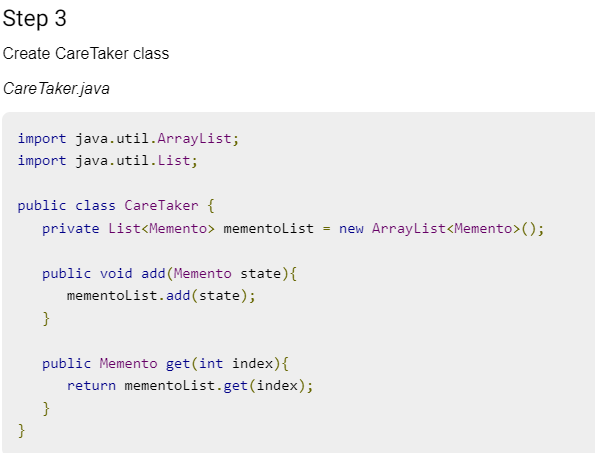 Step 3
Create CareTaker class
CareTaker.java
import java.util.ArrayList;
import java.util.List;
public class CareTaker {
   private List<Memento> mementoList = new ArrayList<Memento>();
   public void add(Memento state){
      mementoList.add(state);
   }
   public Memento get(int index){
      return mementoList.get(index);
   }
}